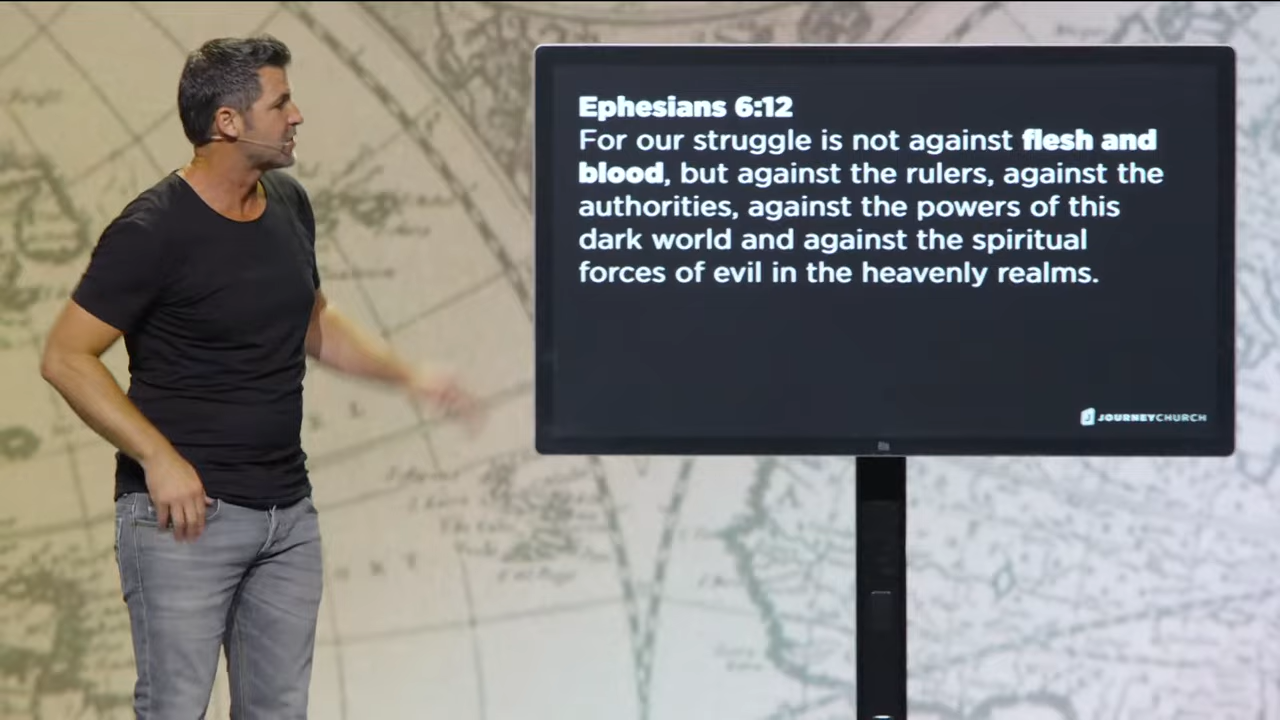 Ephesians 6:12
For our struggle is not against flesh and
blood, but against the rulers, against the
authorities, against the powers of this
dark world and against the spiritual
forces of evil in the heavenly realms.
JOURNEYCHURCH